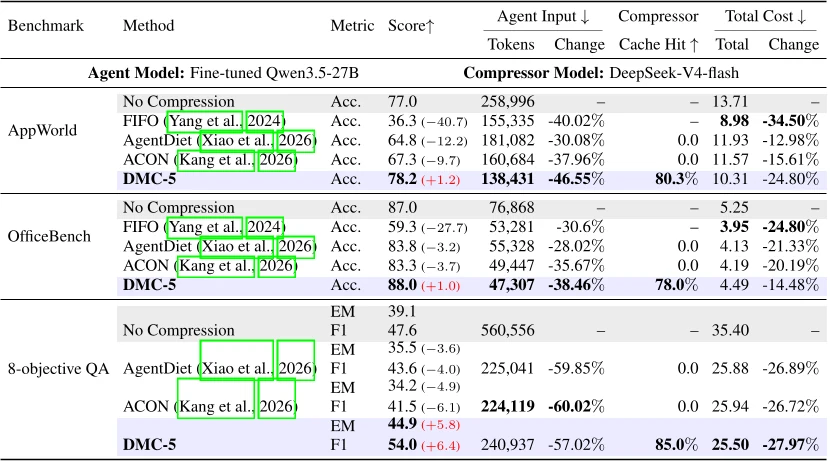 Benchmark Method Metric Score↑ Agent Input ↓ Compressor Total Cost ↓
Tokens Change Cache Hit ↑ Total Change
Agent Model: Fine-tuned Qwen3.5-27B Compressor Model: DeepSeek-V4-flash
AppWorld
No Compression Acc. 77.0 258,996 – – 13.71 –
FIFO (Yang et al., 2024) Acc. 36.3 (−40.7) 155,335 -40.02% – 8.98 -34.50%
AgentDiet (Xiao et al., 2026) Acc. 64.8 (−12.2) 181,082 -30.08% 0.0 11.93 -12.98%
ACON (Kang et al., 2026) Acc. 67.3 (−9.7) 160,684 -37.96% 0.0 11.57 -15.61%
DMC-5 Acc. 78.2 (+1.2) 138,431 -46.55% 80.3% 10.31 -24.80%
OfficeBench
No Compression Acc. 87.0 76,868 – – 5.25 –
FIFO (Yang et al., 2024) Acc. 59.3 (−27.7) 53,281 -30.6% – 3.95 -24.80%
AgentDiet (Xiao et al., 2026) Acc. 83.8 (−3.2) 55,328 -28.02% 0.0 4.13 -21.33%
ACON (Kang et al., 2026) Acc. 83.3 (−3.7) 49,447 -35.67% 0.0 4.19 -20.19%
DMC-5 Acc. 88.0 (+1.0) 47,307 -38.46% 78.0% 4.49 -14.48%
8-objective QA
EM 39.1
No Compression F1 47.6 560,556 – – 35.40 –
EM 35.5 (−3.6)
AgentDiet (Xiao et al., 2026) F1 43.6 (−4.0) 225,041 -59.85% 0.0 25.88 -26.89%
EM 34.2 (−4.9)
ACON (Kang et al., 2026) F1 41.5 (−6.1) 224,119 -60.02% 0.0 25.94 -26.72%
EM 44.9 (+5.8)
DMC-5 F1 54.0 (+6.4) 240,937 -57.02% 85.0% 25.50 -27.97%